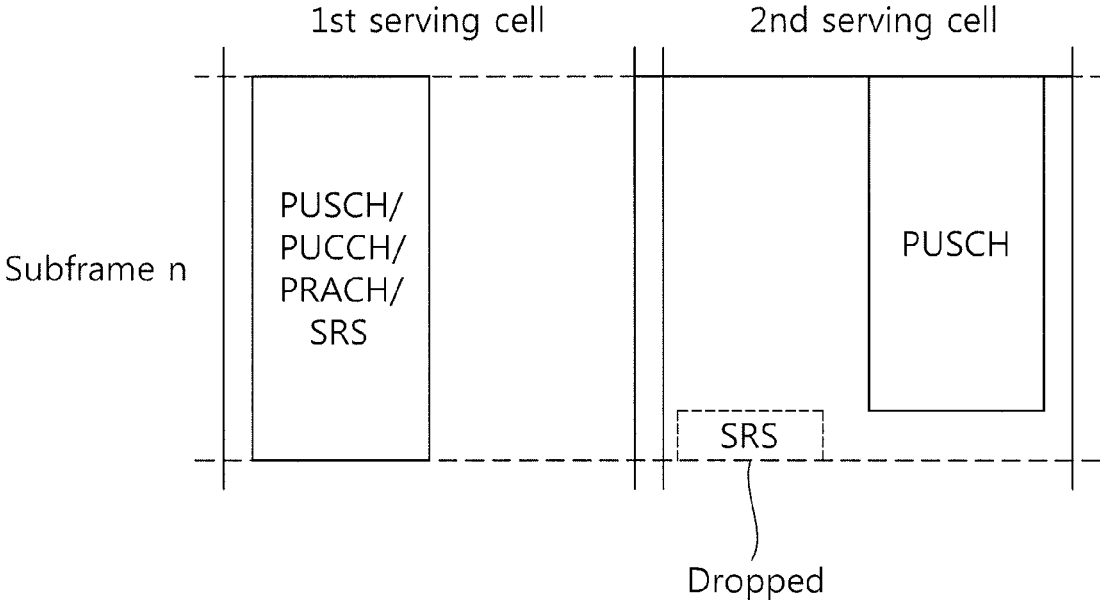 1st serving cell
2nd serving cell
Subframe n
PUSCH/
PUCCH/
PRACH/
SRS
PUSCH
SRS
Dropped